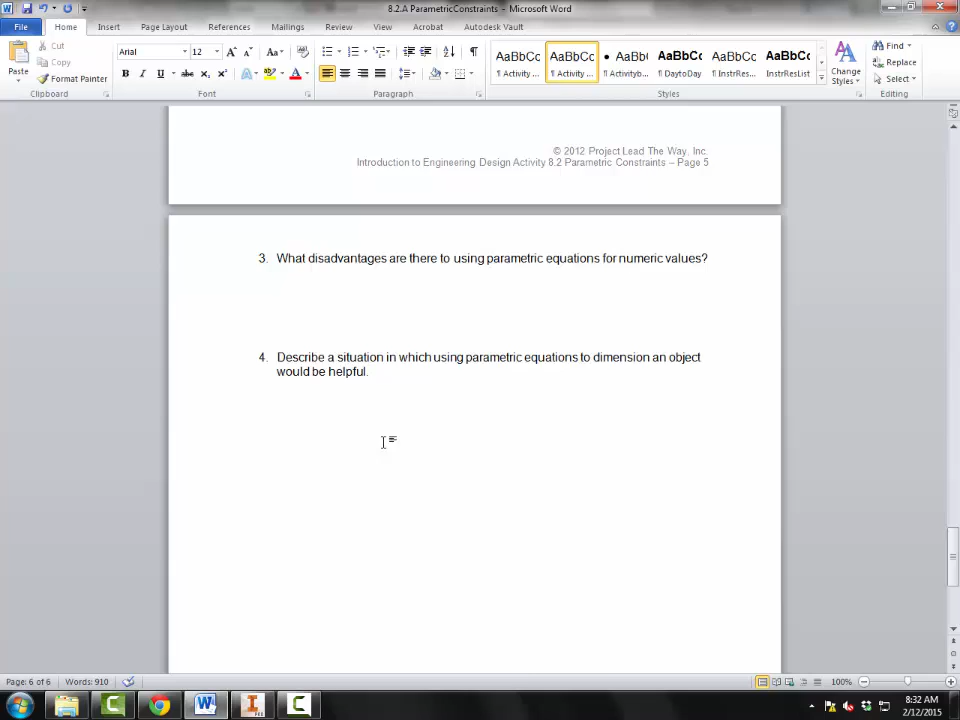 8.2.A ParametricConstraints – Microsoft Word
File Home Insert Page Layout References Mailings Review View Acrobat Autodesk Vault
Paste
Cut
Copy
Format Painter
Clipboard
Arial 12
B I U abc X₂ X²
Font
Paragraph
AaBbCc AaBbCc AaBb( AaBbCc AaBbCc AaBbCc
¶ Activity ... ¶ Activity ... ¶ Activityb... ¶ DaytoDay ¶ InstrRes... InstrResList
Change Styles
Styles
Find
Replace
Select
Editing
© 2012 Project Lead The Way, Inc.
Introduction to Engineering Design Activity 8.2 Parametric Constraints – Page 5
3. What disadvantages are there to using parametric equations for numeric values?
4. Describe a situation in which using parametric equations to dimension an object
would be helpful.
Page: 6 of 6 Words: 910
100%
8:32 AM
2/12/2015